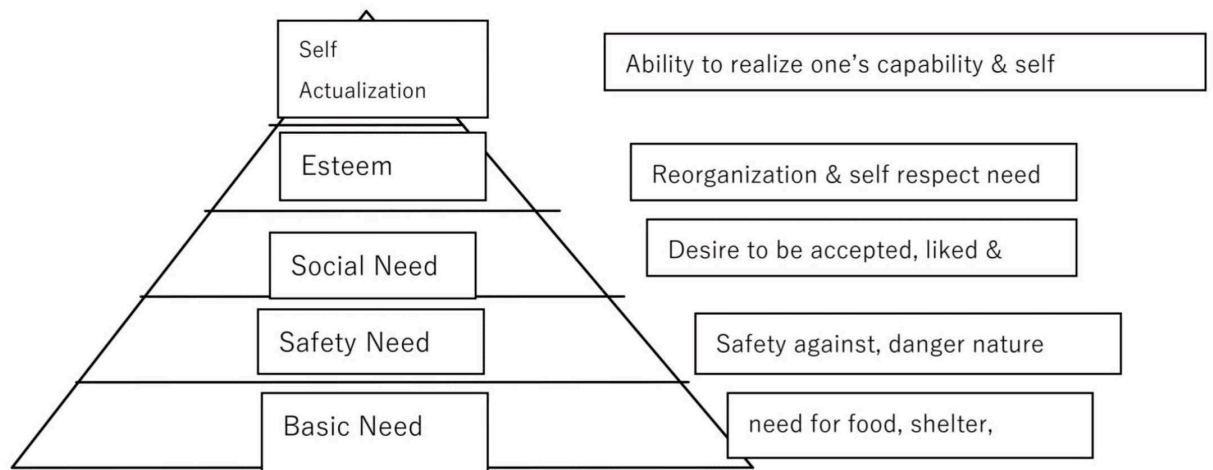 Self
Actualization
Ability to realize one’s capability & self
Esteem
Reorganization & self respect need
Social Need
Desire to be accepted, liked &
Safety Need
Safety against, danger nature
Basic Need
need for food, shelter,